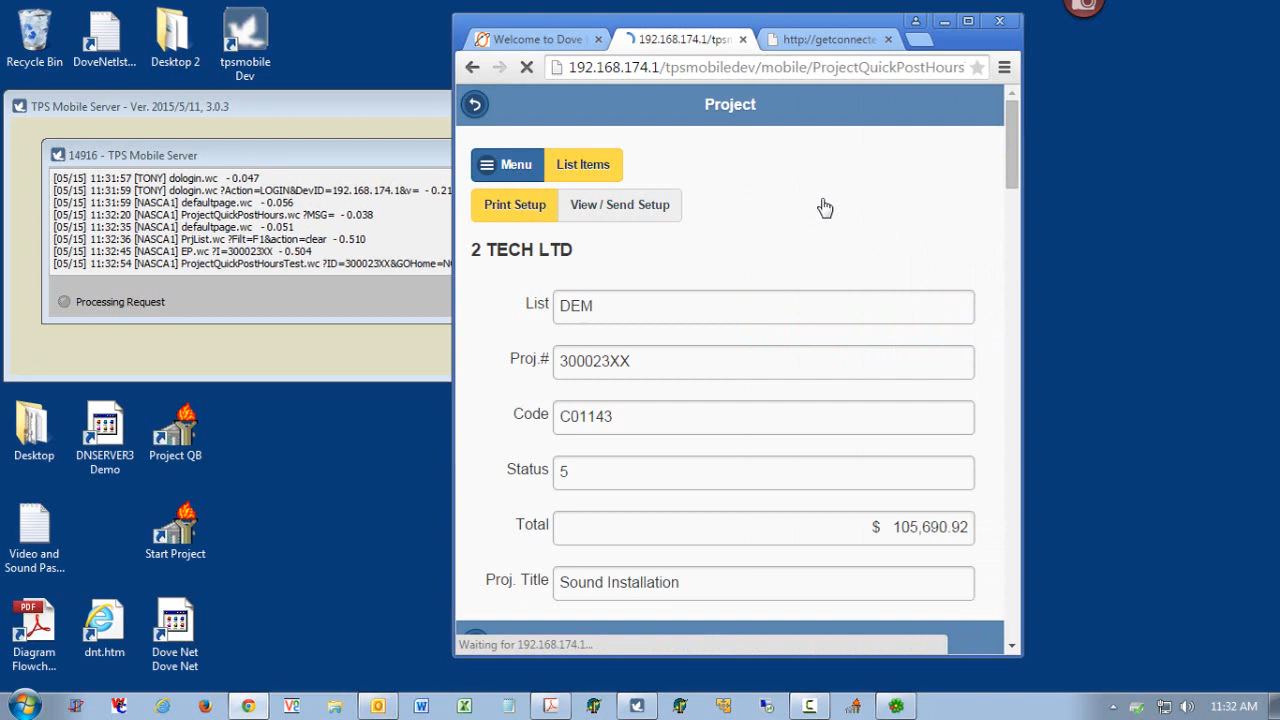 Recycle Bin
DoveNetIst...
Desktop 2
tpsmobile
Dev
TPS Mobile Server - Ver. 2015/5/11, 3.0.3
14916 - TPS Mobile Server
[05/15] 11:31:57 [TONY] dologin.wc - 0.047
[05/15] 11:31:59 [TONY] dologin.wc ?Action=LOGIN&DevID=192.168.174.1&v= - 0.21
[05/15] 11:31:59 [NASCA1] defaultpage.wc - 0.056
[05/15] 11:32:20 [NASCA1] ProjectQuickPostHours.wc ?MSG= - 0.038
[05/15] 11:32:35 [NASCA1] defaultpage.wc - 0.051
[05/15] 11:32:36 [NASCA1] PrjList.wc ?Filt=F1&action=clear - 0.510
[05/15] 11:32:45 [NASCA1] EP.wc ?I=300023XX - 0.504
[05/15] 11:32:54 [NASCA1] ProjectQuickPostHoursTest.wc ?ID=300023XX&GOHome=N
Processing Request
Welcome to Dove
192.168.174.1/tpsm
http://getconnecte
192.168.174.1/tpsmobiledev/mobile/ProjectQuickPostHours
Project
Menu
List Items
Print Setup
View / Send Setup
2 TECH LTD
List DEM
Proj.# 300023XX
Code C01143
Status 5
Total $ 105,690.92
Proj. Title Sound Installation
Waiting for 192.168.174.1...
Desktop
DNSERVER3
Demo
Project QB
Video and
Sound Pas...
Start Project
PDF
Diagram
Flowch...
dnt.htm
Dove Net
Dove Net
11:32 AM